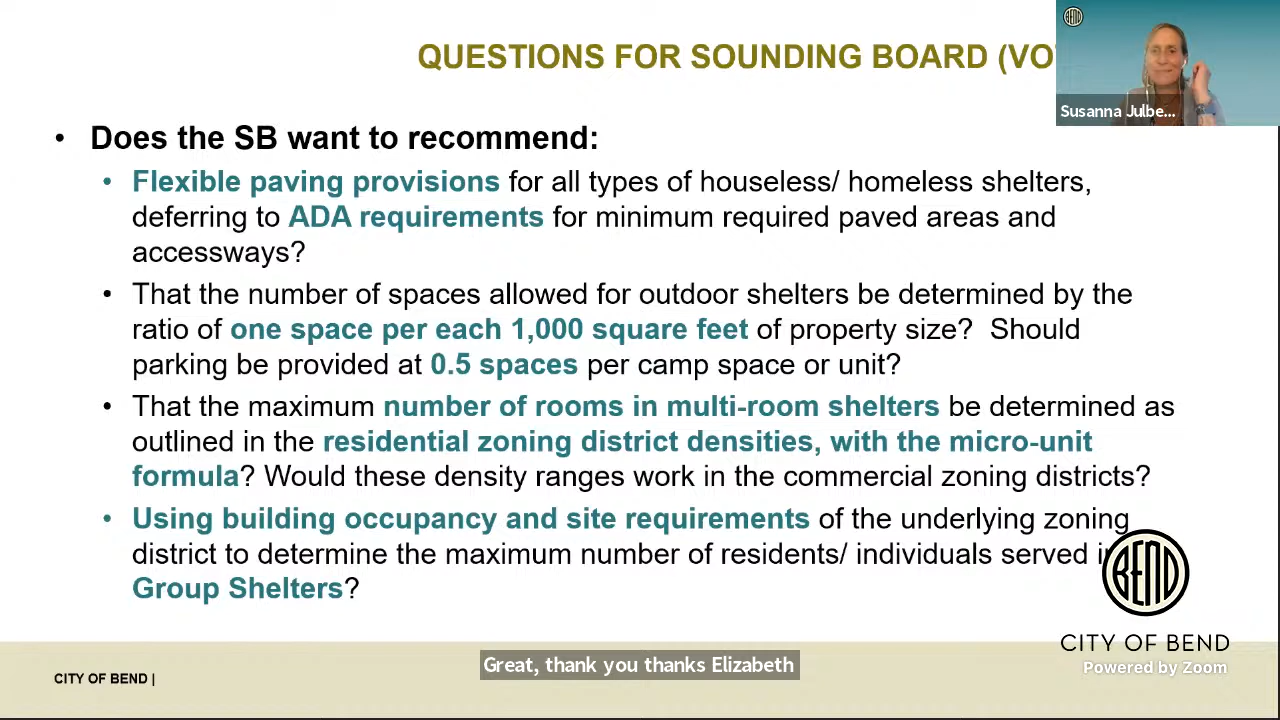 QUESTIONS FOR SOUNDING BOARD (VO
BEND
Susanna Julbe...
• Does the SB want to recommend:
• Flexible paving provisions for all types of houseless/ homeless shelters,
deferring to ADA requirements for minimum required paved areas and
accessways?
• That the number of spaces allowed for outdoor shelters be determined by the
ratio of one space per each 1,000 square feet of property size? Should
parking be provided at 0.5 spaces per camp space or unit?
• That the maximum number of rooms in multi-room shelters be determined as
outlined in the residential zoning district densities, with the micro-unit
formula? Would these density ranges work in the commercial zoning districts?
• Using building occupancy and site requirements of the underlying zoning
district to determine the maximum number of residents/ individuals served
Group Shelters?
BEND
CITY OF BEND
Powered by Zoom
Great, thank you thanks Elizabeth
CITY OF BEND |